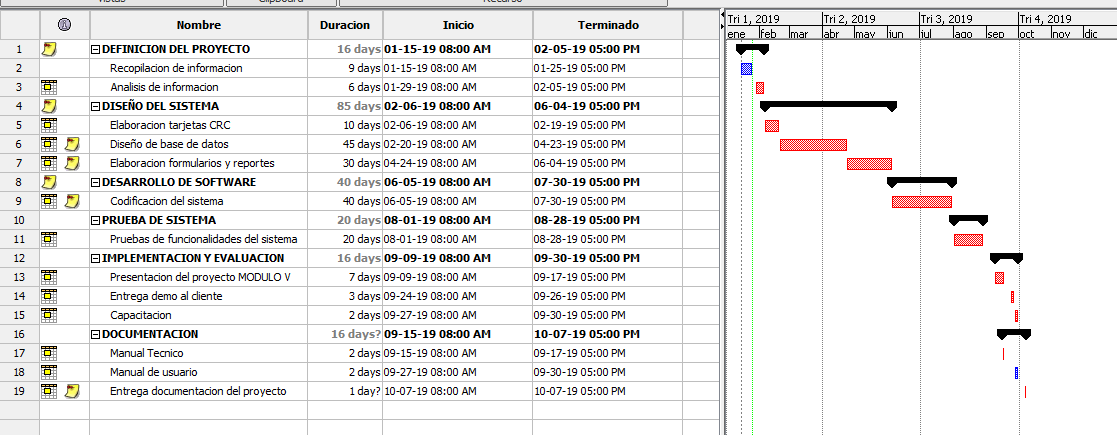 Vistas Clipboard Recurso
Nombre Duracion Inicio Terminado
Tri 1, 2019 Tri 2, 2019 Tri 3, 2019 Tri 4, 2019
ene feb mar abr may jun jul ago sep oct nov dic
1 DEFINICION DEL PROYECTO 16 days 01-15-19 08:00 AM 02-05-19 05:00 PM
2 Recopilacion de informacion 9 days 01-15-19 08:00 AM 01-25-19 05:00 PM
3 Analisis de informacion 6 days 01-29-19 08:00 AM 02-05-19 05:00 PM
4 DISEÑO DEL SISTEMA 85 days 02-06-19 08:00 AM 06-04-19 05:00 PM
5 Elaboracion tarjetas CRC 10 days 02-06-19 08:00 AM 02-19-19 05:00 PM
6 Diseño de base de datos 45 days 02-20-19 08:00 AM 04-23-19 05:00 PM
7 Elaboracion formularios y reportes 30 days 04-24-19 08:00 AM 06-04-19 05:00 PM
8 DESARROLLO DE SOFTWARE 40 days 06-05-19 08:00 AM 07-30-19 05:00 PM
9 Codificacion del sistema 40 days 06-05-19 08:00 AM 07-30-19 05:00 PM
10 PRUEBA DE SISTEMA 20 days 08-01-19 08:00 AM 08-28-19 05:00 PM
11 Pruebas de funcionalidades del sistema 20 days 08-01-19 08:00 AM 08-28-19 05:00 PM
12 IMPLEMENTACION Y EVALUACION 16 days 09-09-19 08:00 AM 09-30-19 05:00 PM
13 Presentacion del proyecto MODULO V 7 days 09-09-19 08:00 AM 09-17-19 05:00 PM
14 Entrega demo al cliente 3 days 09-24-19 08:00 AM 09-26-19 05:00 PM
15 Capacitacion 2 days 09-27-19 08:00 AM 09-30-19 05:00 PM
16 DOCUMENTACION 16 days? 09-15-19 08:00 AM 10-07-19 05:00 PM
17 Manual Tecnico 2 days 09-15-19 08:00 AM 09-17-19 05:00 PM
18 Manual de usuario 2 days 09-27-19 08:00 AM 09-30-19 05:00 PM
19 Entrega documentacion del proyecto 1 day? 10-07-19 08:00 AM 10-07-19 05:00 PM